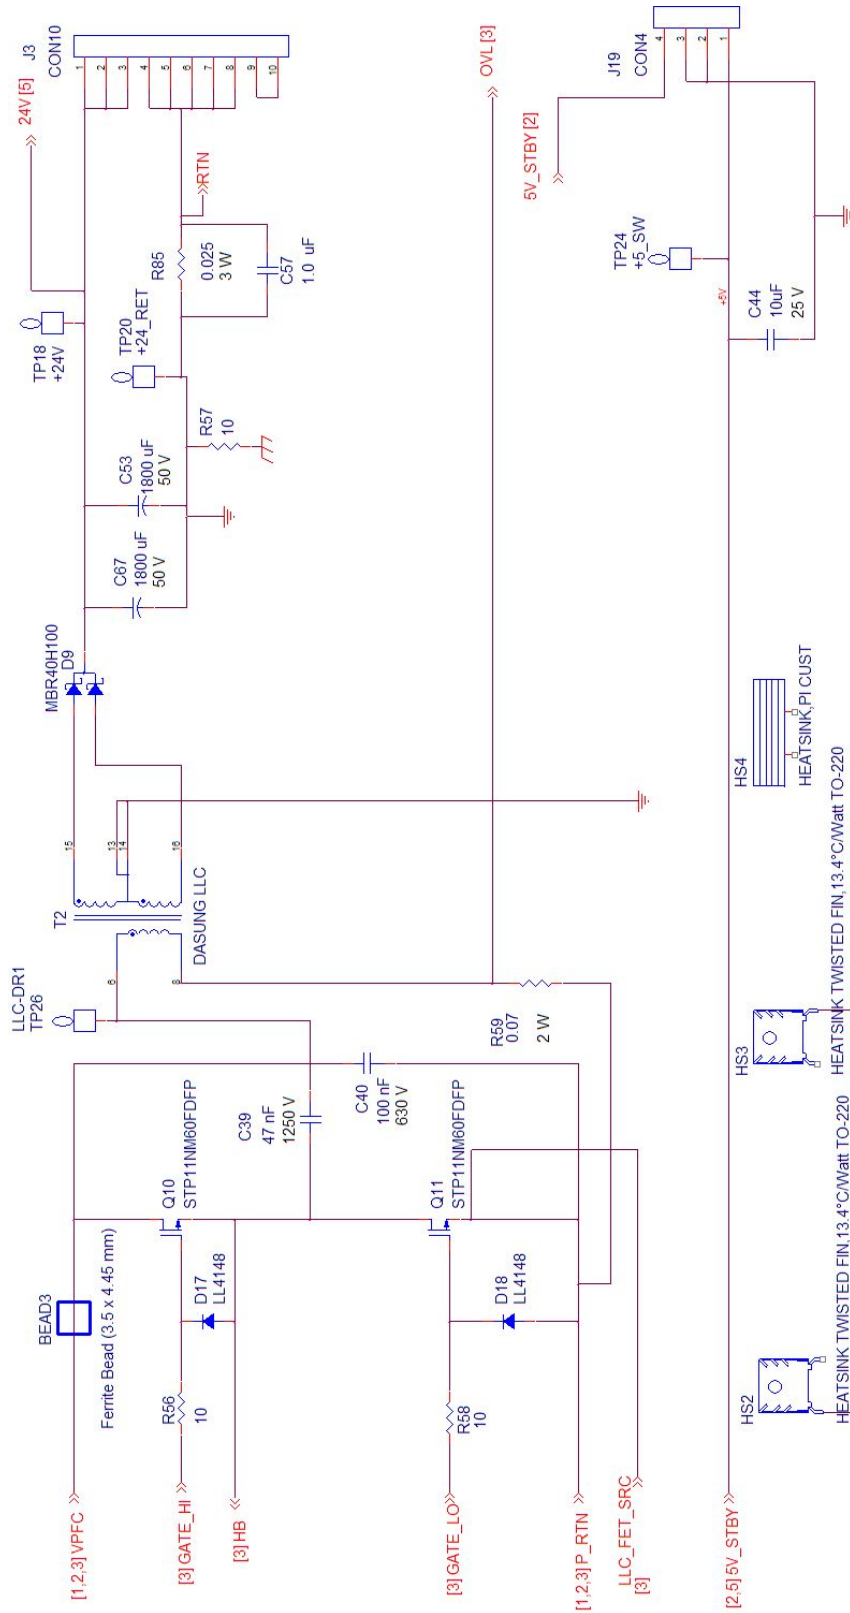 [1,2,3] VPFC
BEAD3
Ferrite Bead (3.5 x 4.45 mm)
[3] GATE_HI
R56
10
D17
LL4148
[3] HB
Q10
STP11NM60FDFP
[3] GATE_LO
R58
10
D18
LL4148
Q11
STP11NM60FDFP
[1,2,3] P_RTN
LLC_FET_SRC
[3]
C39
47 nF
1250 V
C40
100 nF
630 V
LLC-DR1
TP26
R59
0.07
2 W
T2
6
8
15
13
14
16
DASUNG LLC
MBR40H100
D9
C67
1800 uF
50 V
C53
1800 uF
50 V
R57
10
TP18
+24V
TP20
+24_RET
R85
0.025
3 W
C57
1.0 uF
RTN
24V [5]
J3
CON10
1
2
3
4
5
6
7
8
9
10
OVL [3]
[2,5] 5V_STBY
HS2
HEATSINK TWISTED FIN,13.4°C/Watt TO-220
HS3
HEATSINK TWISTED FIN,13.4°C/Watt TO-220
HS4
HEATSINK,PI CUST
C44
10uF
25 V
+5V
TP24
+5_SW
5V_STBY [2]
J19
CON4
4
3
2
1